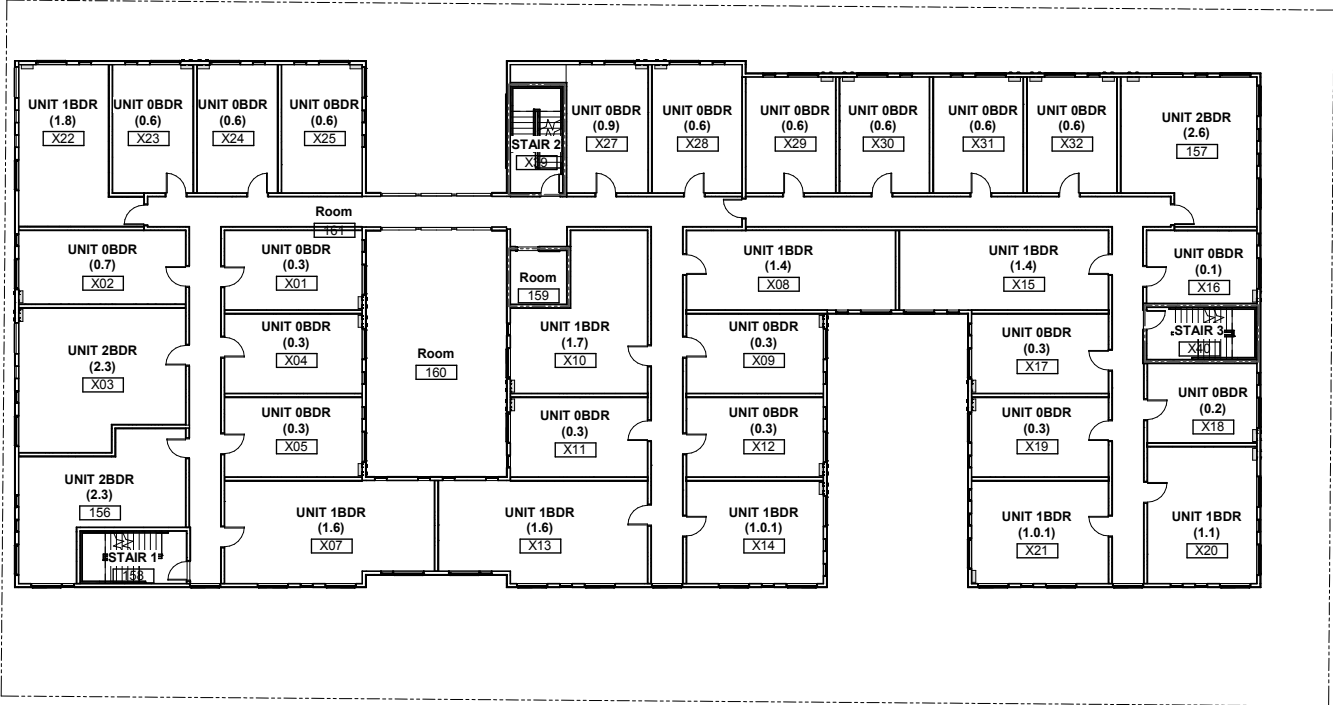 UNIT 1BDR
(1.8)
X22
UNIT 0BDR
(0.6)
X23
UNIT 0BDR
(0.6)
X24
UNIT 0BDR
(0.6)
X25
STAIR 2
X39
UNIT 0BDR
(0.9)
X27
UNIT 0BDR
(0.6)
X28
UNIT 0BDR
(0.6)
X29
UNIT 0BDR
(0.6)
X30
UNIT 0BDR
(0.6)
X31
UNIT 0BDR
(0.6)
X32
UNIT 2BDR
(2.6)
157
Room
161
UNIT 0BDR
(0.7)
X02
UNIT 0BDR
(0.3)
X01
Room
159
UNIT 1BDR
(1.4)
X08
UNIT 1BDR
(1.4)
X15
UNIT 0BDR
(0.1)
X16
UNIT 2BDR
(2.3)
X03
UNIT 0BDR
(0.3)
X04
Room
160
UNIT 1BDR
(1.7)
X10
UNIT 0BDR
(0.3)
X09
UNIT 0BDR
(0.3)
X17
STAIR 3
X40
UNIT 0BDR
(0.3)
X05
UNIT 0BDR
(0.3)
X11
UNIT 0BDR
(0.3)
X12
UNIT 0BDR
(0.3)
X19
UNIT 0BDR
(0.2)
X18
UNIT 2BDR
(2.3)
156
STAIR 1
158
UNIT 1BDR
(1.6)
X07
UNIT 1BDR
(1.6)
X13
UNIT 1BDR
(1.0.1)
X14
UNIT 1BDR
(1.0.1)
X21
UNIT 1BDR
(1.1)
X20